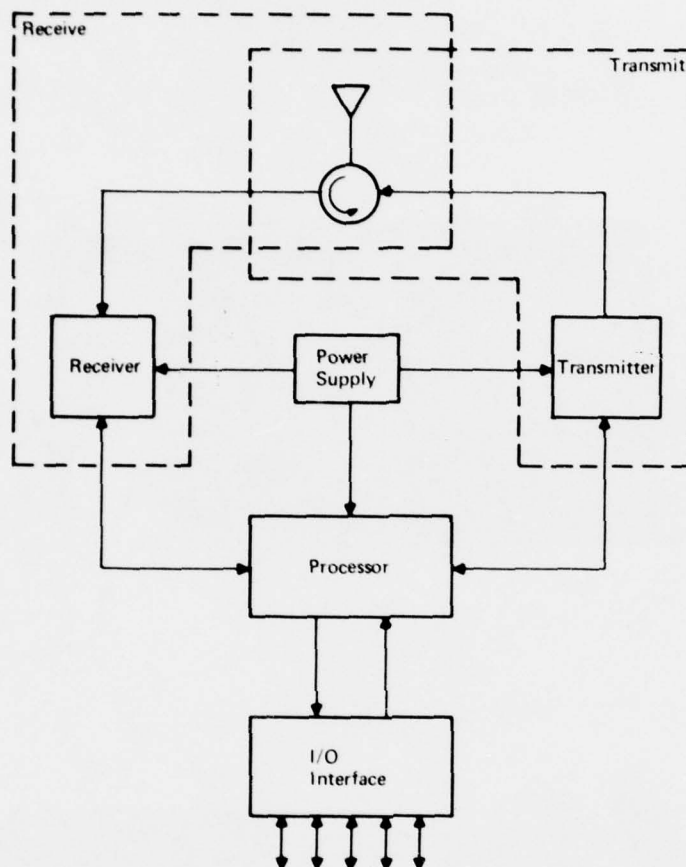 Receive
Transmit
Receiver
Power
Supply
Transmitter
Processor
I/O
Interface